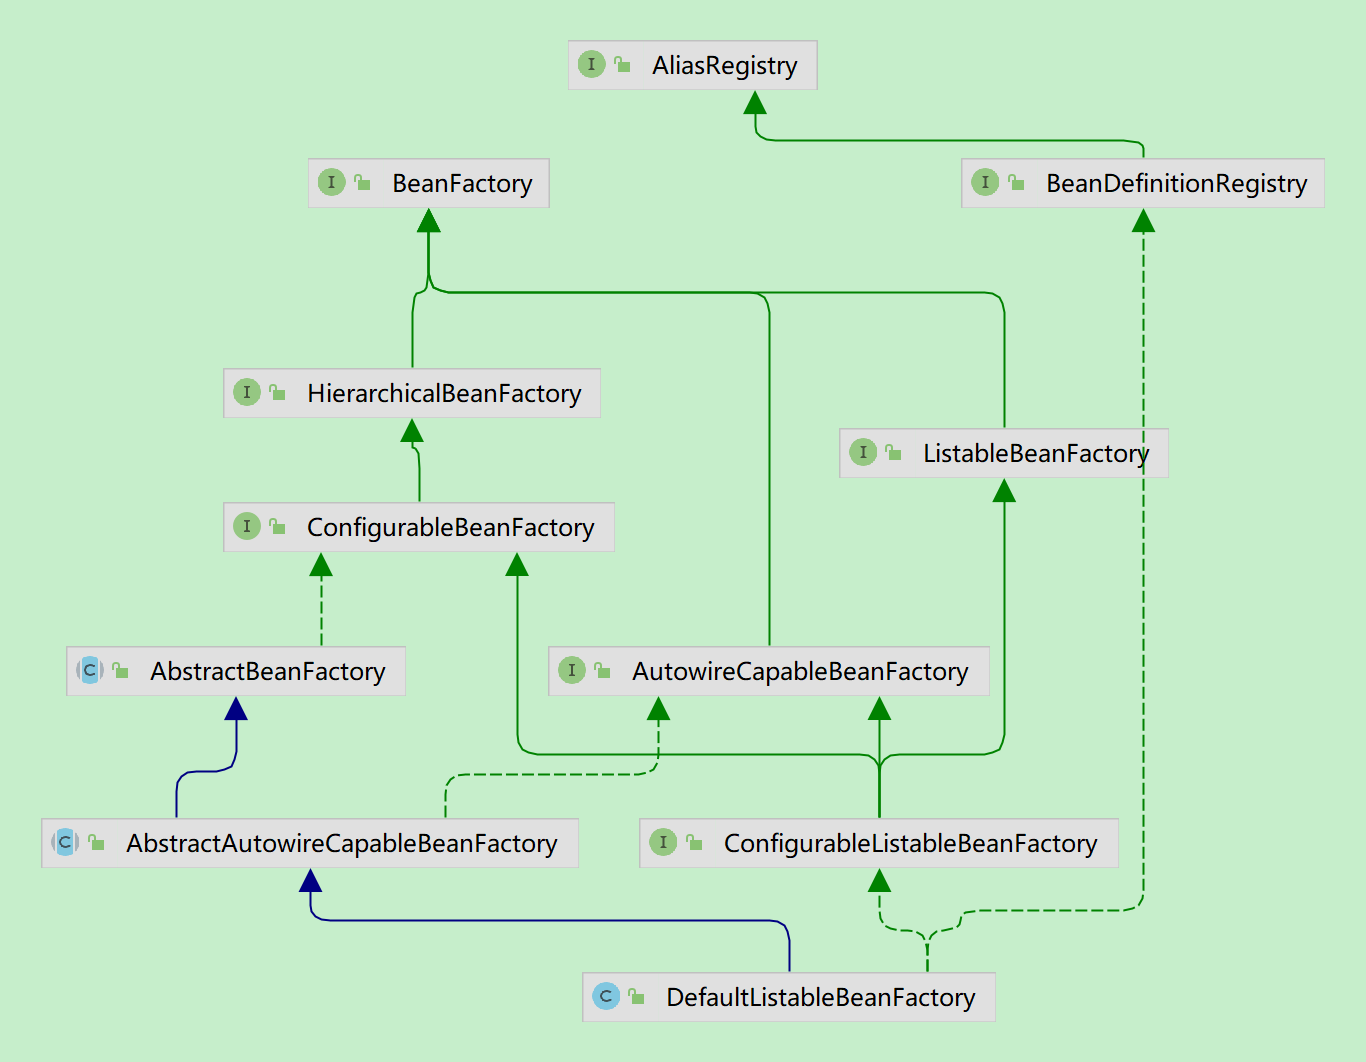 I AliasRegistry
I BeanFactory
I BeanDefinitionRegistry
I HierarchicalBeanFactory
I ListableBeanFactory
I ConfigurableBeanFactory
C AbstractBeanFactory
I AutowireCapableBeanFactory
C AbstractAutowireCapableBeanFactory
I ConfigurableListableBeanFactory
C DefaultListableBeanFactory